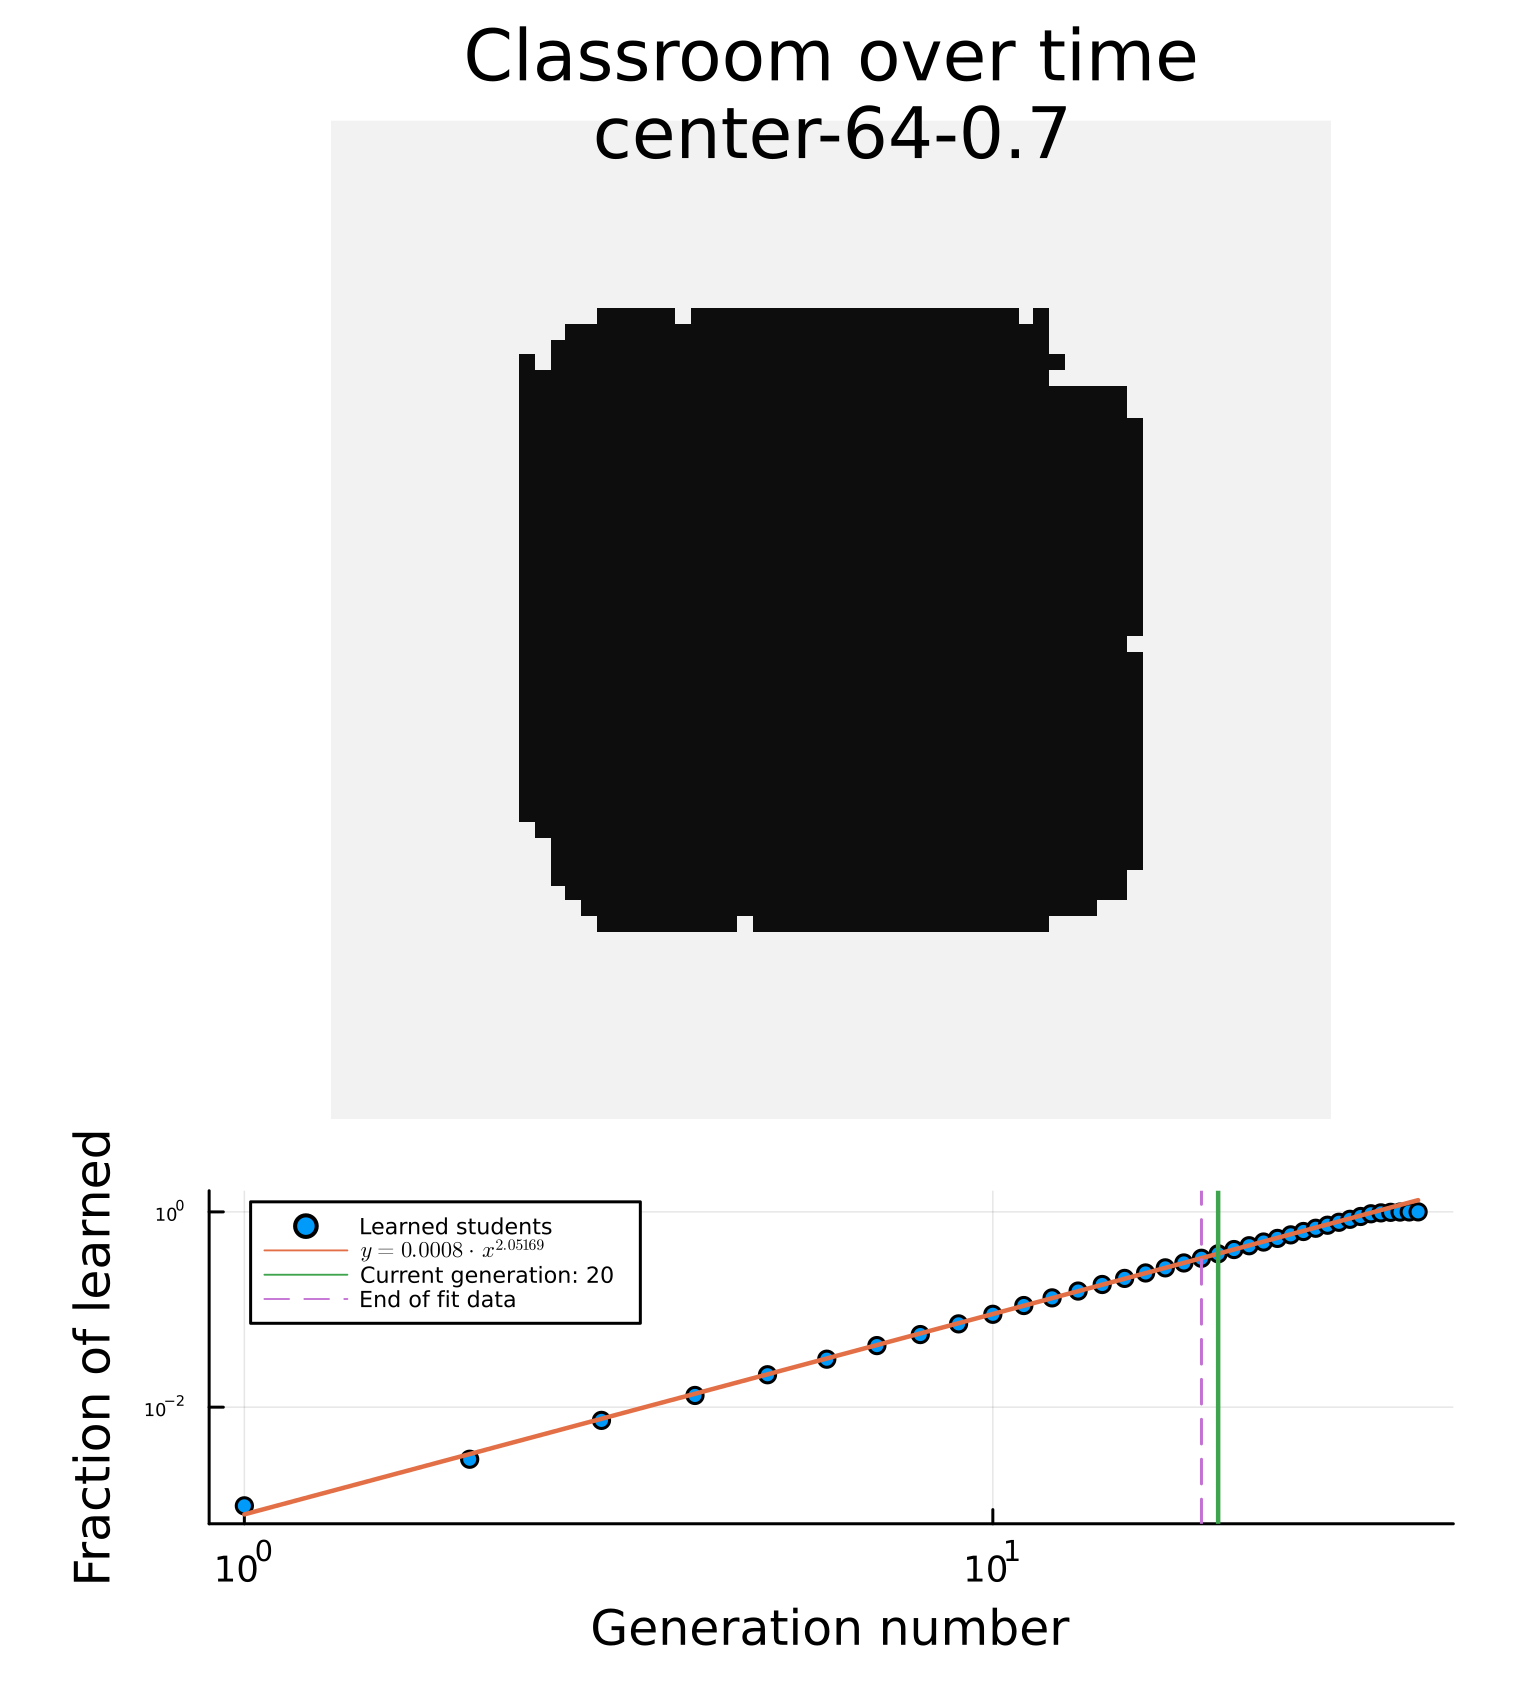 Classroom over time
center-64-0.7
Fraction of learned
10^0
10^-2
Learned students
y = 0.0008 · x^2.05169
Current generation: 20
End of fit data
10^0
10^1
Generation number